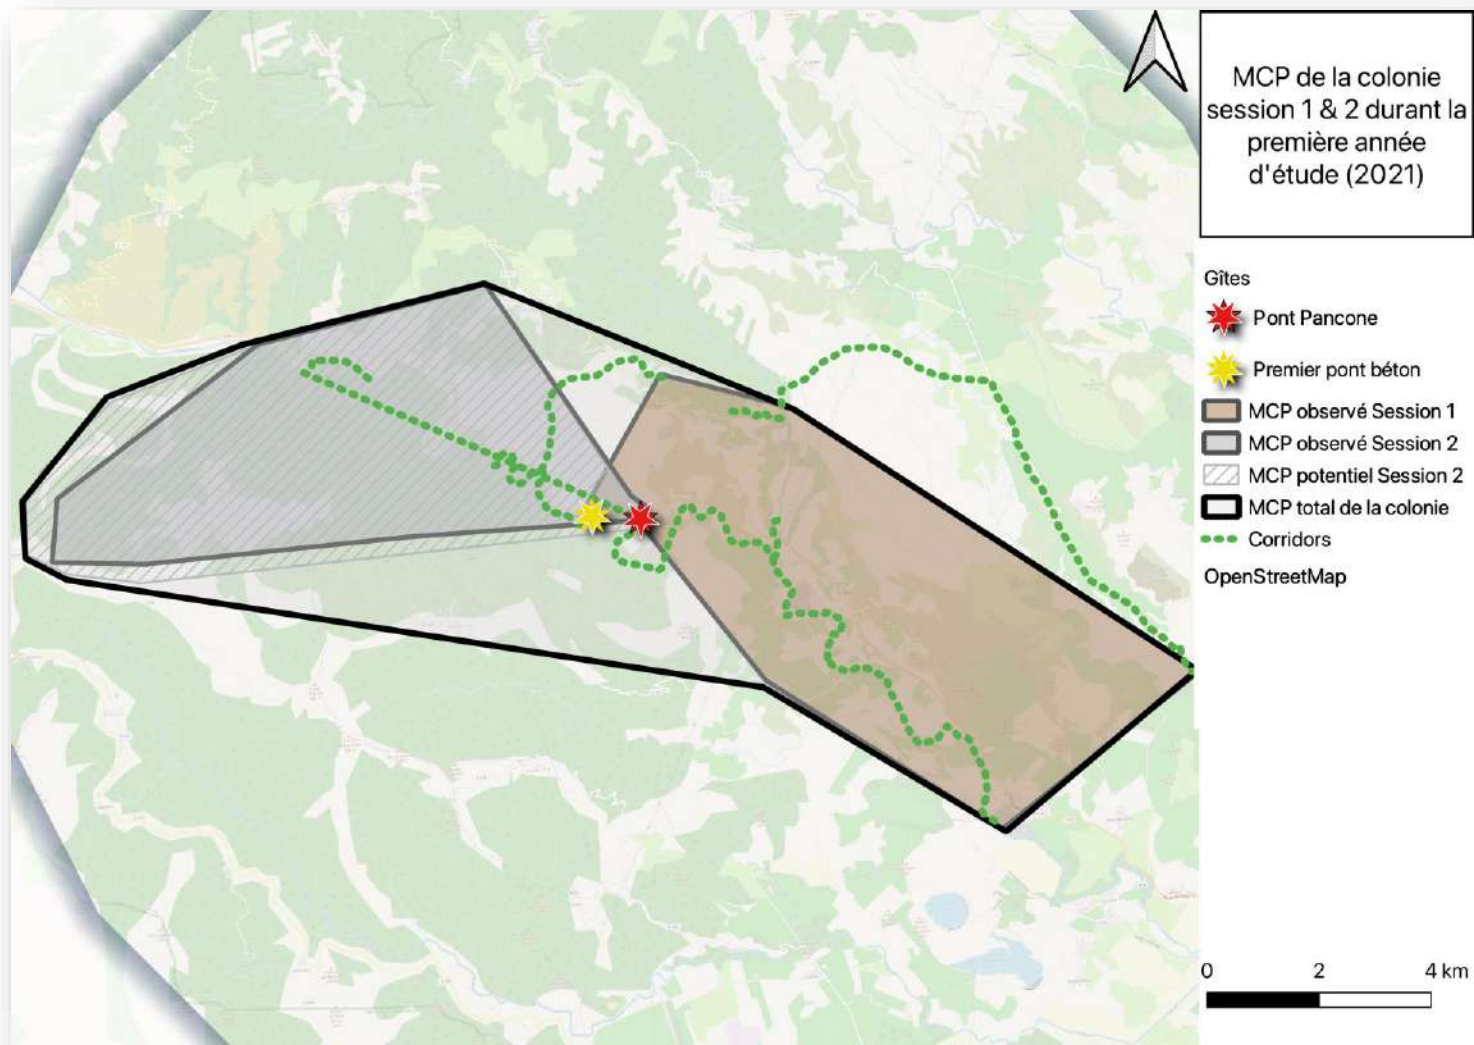 MCP de la colonie
session 1 & 2 durant la
première année
d'étude (2021)
Gîtes
Pont Pancone
Premier pont béton
MCP observé Session 1
MCP observé Session 2
MCP potentiel Session 2
MCP total de la colonie
Corridors
OpenStreetMap
0 2 4 km